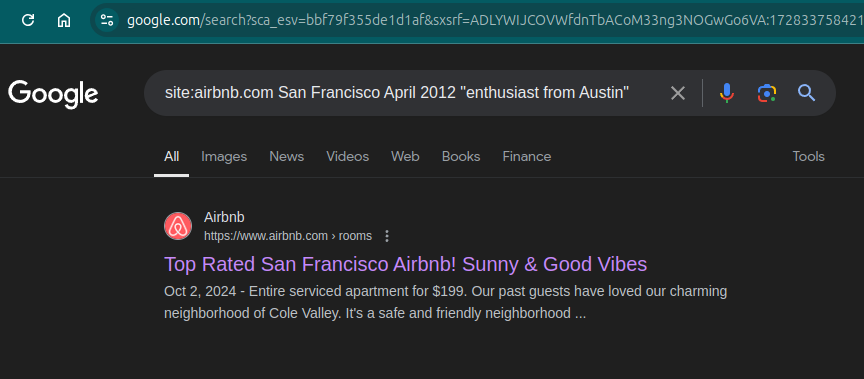 google.com/search?sca_esv=bbf79f355de1d1af&sxsrf=ADLYWIJCOVWfdnTbACoM33ng3NOGwGo6VA:172833758421
Google
site:airbnb.com San Francisco April 2012 "enthusiast from Austin"
All Images News Videos Web Books Finance Tools
Airbnb
https://www.airbnb.com › rooms
Top Rated San Francisco Airbnb! Sunny & Good Vibes
Oct 2, 2024 - Entire serviced apartment for $199. Our past guests have loved our charming
neighborhood of Cole Valley. It's a safe and friendly neighborhood ...